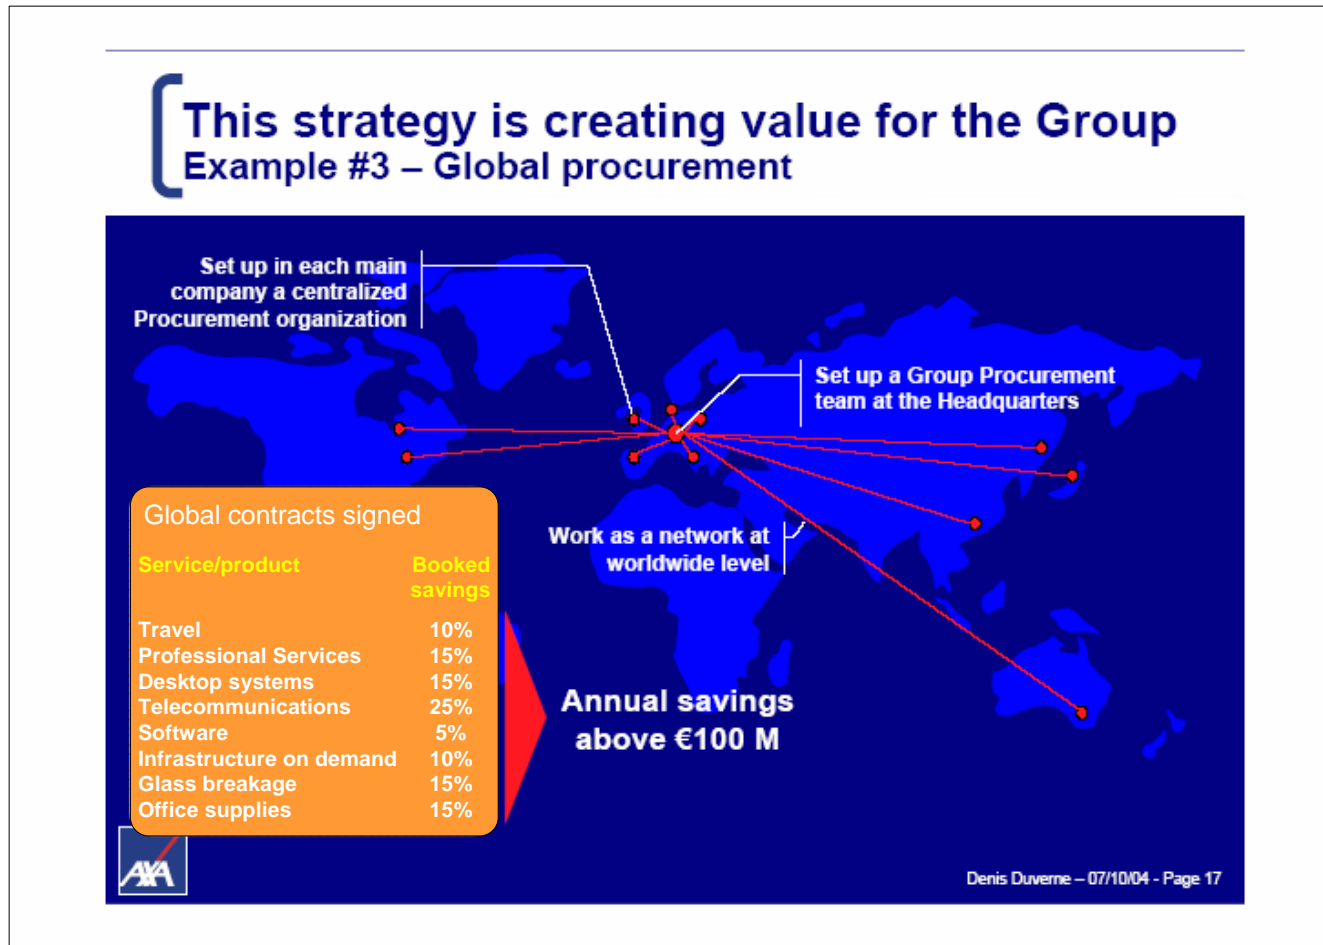 This strategy is creating value for the Group
Example #3 – Global procurement
Set up in each main
company a centralized
Procurement organization
Set up a Group Procurement
team at the Headquarters
Work as a network at
worldwide level
Global contracts signed
Service/product Booked
savings
Travel 10%
Professional Services 15%
Desktop systems 15%
Telecommunications 25%
Software 5%
Infrastructure on demand 10%
Glass breakage 15%
Office supplies 15%
Annual savings
above €100 M
AXA
Denis Duverne – 07/10/04 - Page 17